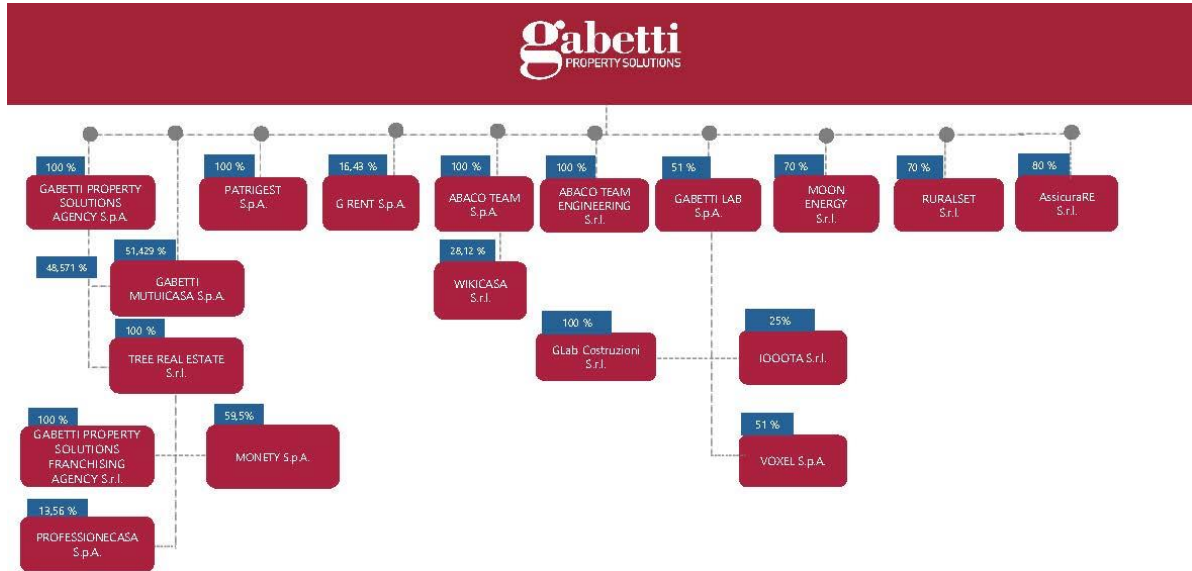 gabetti
PROPERTY SOLUTIONS
100 %
GABETTI PROPERTY
SOLUTIONS
AGENCY S.p.A.
100 %
PATRIGEST
S.p.A.
16,43 %
G RENT S.p.A.
100 %
ABACO TEAM
S.p.A.
100 %
ABACO TEAM
ENGINEERING
S.r.l.
51 %
GABETTI LAB
S.p.A.
70 %
MOON
ENERGY
S.r.l.
70 %
RURALSET
S.r.l.
80 %
AssicuraRE
S.r.l.
48,571 %
51,429 %
GABETTI
MUTUICASA S.p.A.
28,12 %
WIKICASA
S.r.l.
100 %
TREE REAL ESTATE
S.r.l.
100 %
GLab Costruzioni
S.r.l.
25%
IOOOTA S.r.l.
100 %
GABETTI PROPERTY
SOLUTIONS
FRANCHISING
AGENCY S.r.l.
59,5%
MONETY S.p.A.
51 %
VOXEL S.p.A.
13,56 %
PROFESSIONECASA
S.p.A.